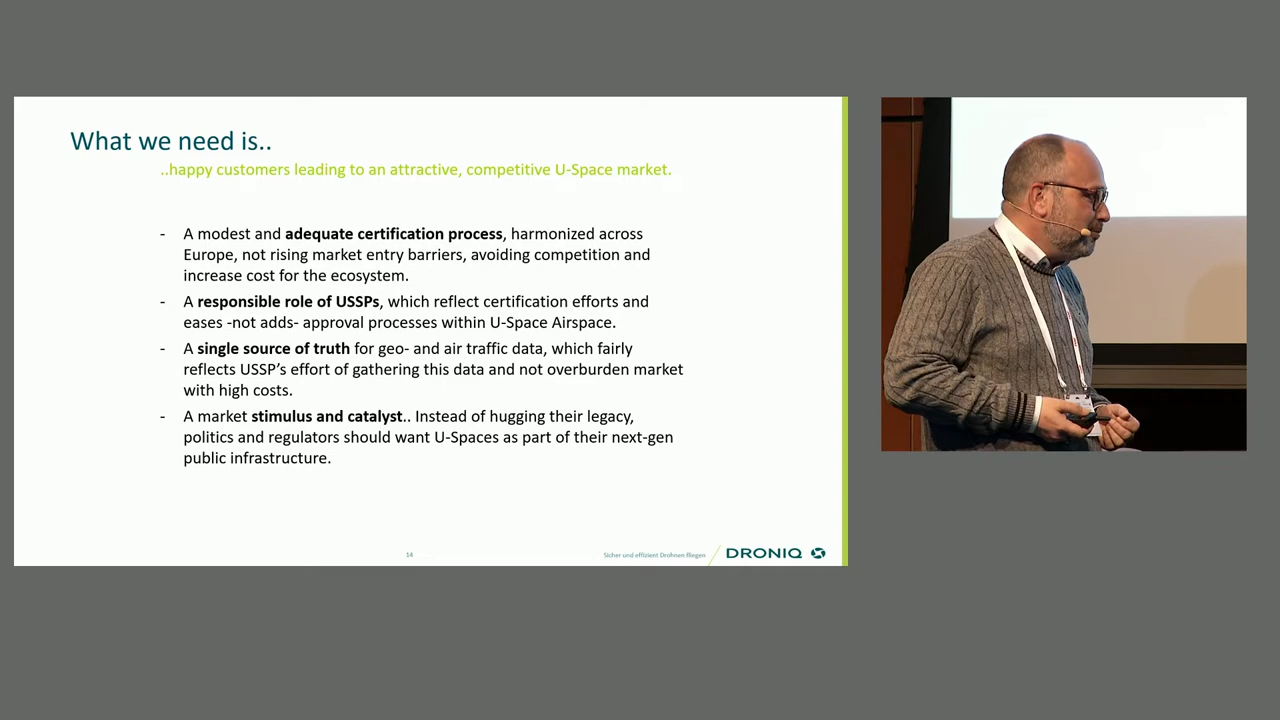 What we need is..
..happy customers leading to an attractive, competitive U-Space market.
- A modest and adequate certification process, harmonized across
Europe, not rising market entry barriers, avoiding competition and
increase cost for the ecosystem.
- A responsible role of USSPs, which reflect certification efforts and
eases -not adds- approval processes within U-Space Airspace.
- A single source of truth for geo- and air traffic data, which fairly
reflects USSP’s effort of gathering this data and not overburden market
with high costs.
- A market stimulus and catalyst.. Instead of hugging their legacy,
politics and regulators should want U-Spaces as part of their next-gen
public infrastructure.
14
Sicher und effizient Drohnen fliegen
DRONIQ